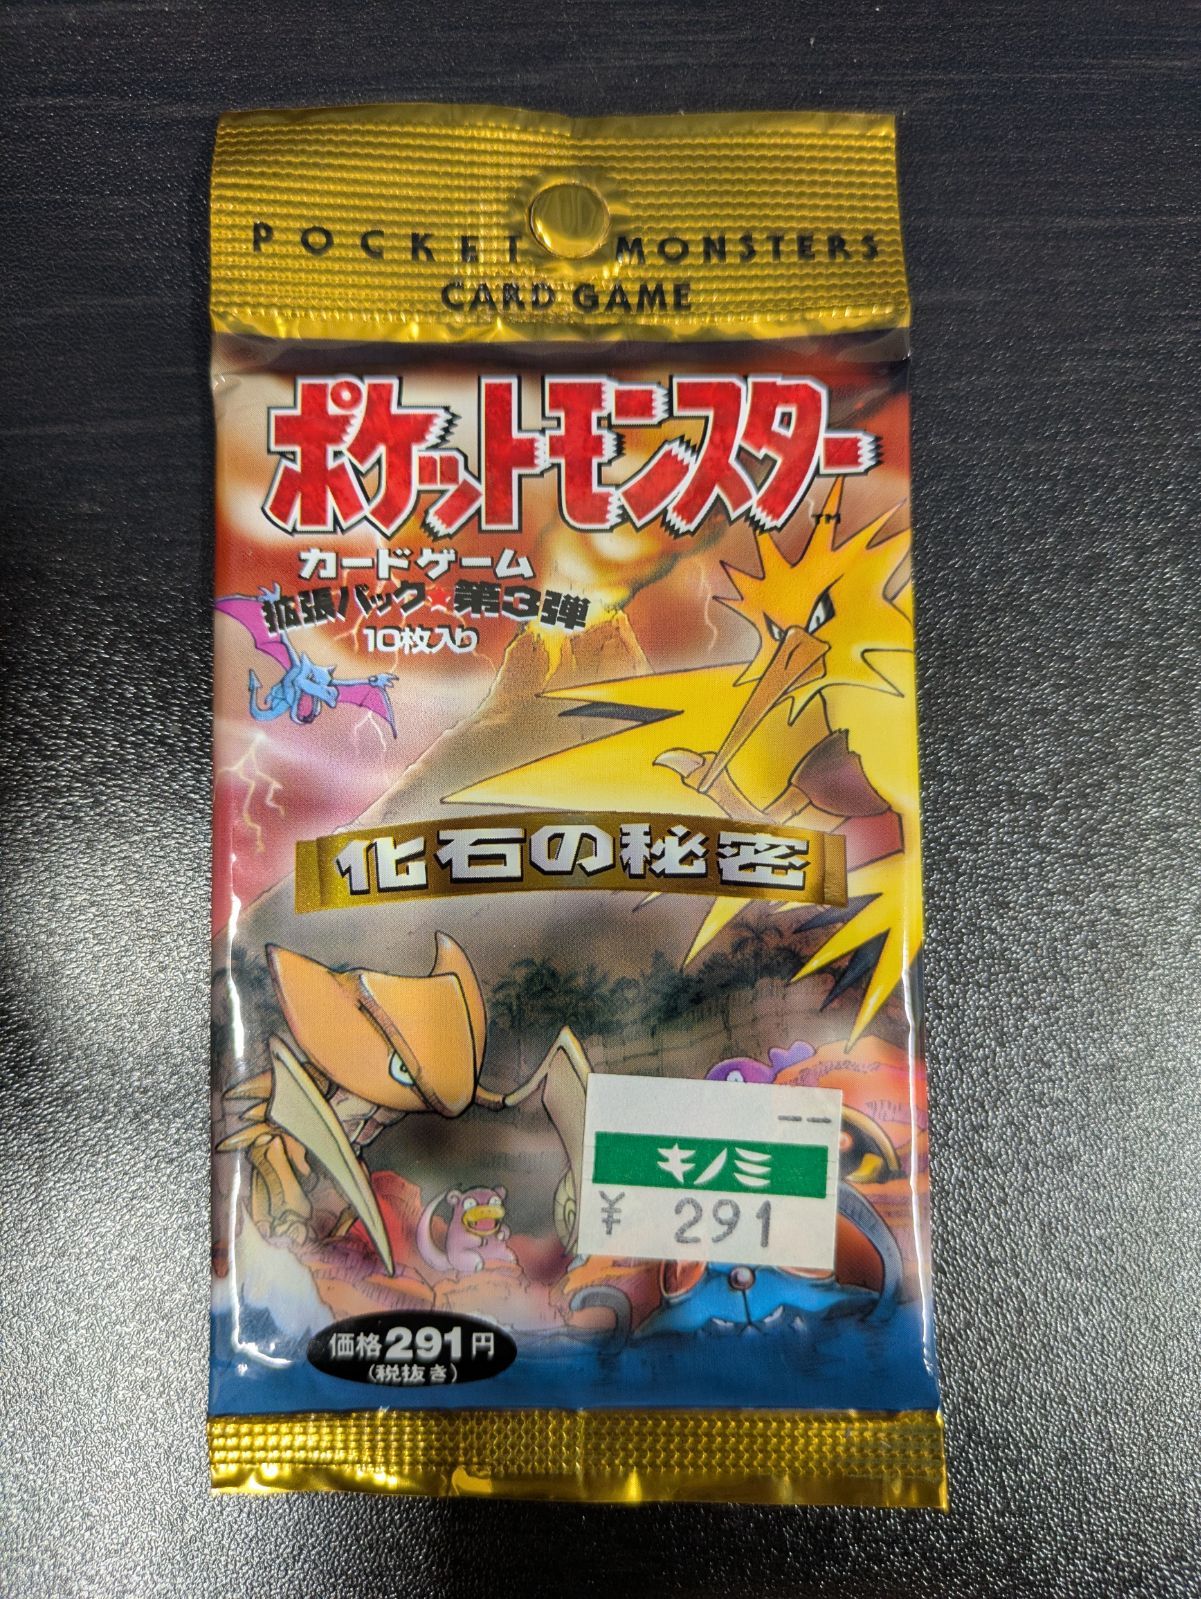 POCKET MONSTERS
CARD GAME
ポケットモンスター
TM
カードゲーム
拡張パック★第3弾
10枚入り
化石の秘密
--
キノミ
¥ 291
価格291円
(税抜き)